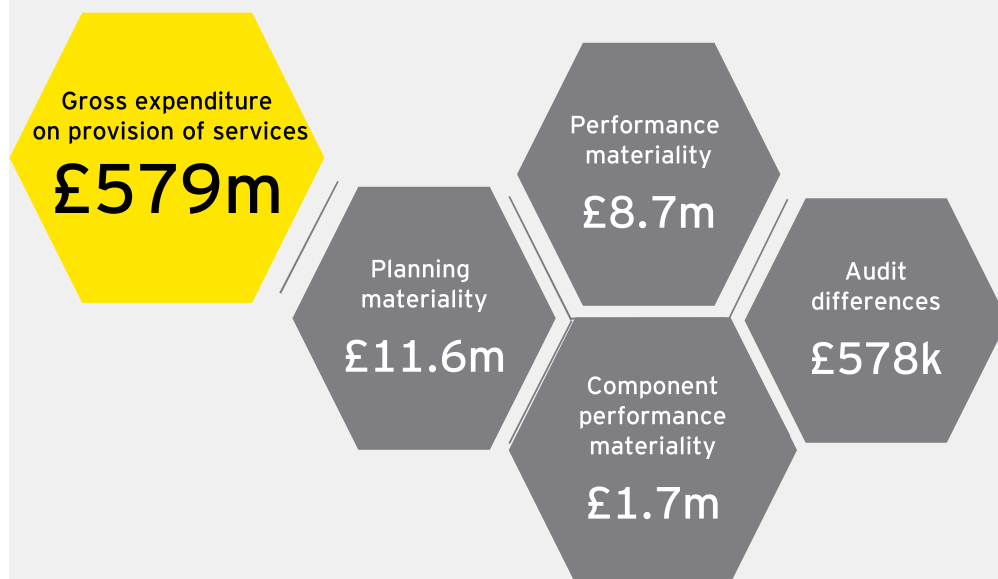 Gross expenditure
on provision of services
£579m
Planning
materiality
£11.6m
Performance
materiality
£8.7m
Component
performance
materiality
£1.7m
Audit
differences
£578k